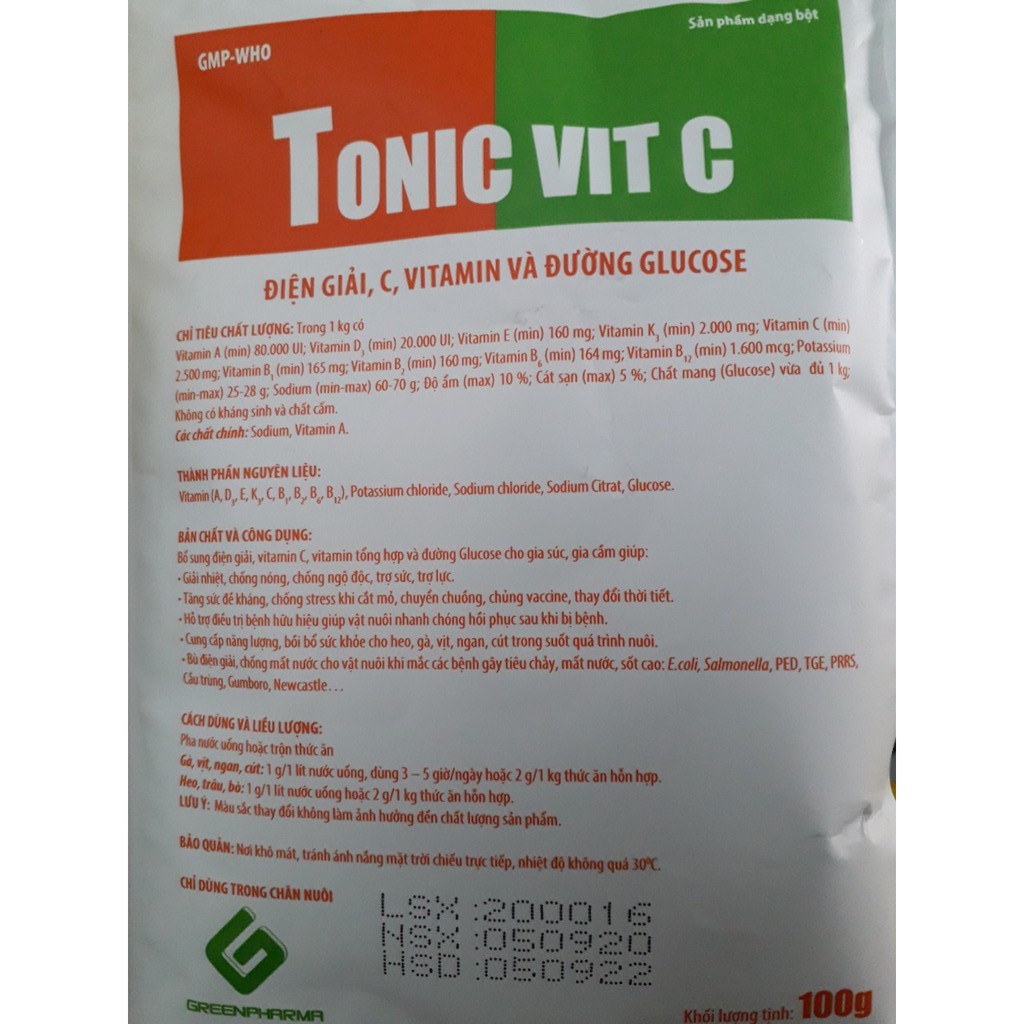 GMP-WHO
Sản phẩm dạng bột
TONIC VIT C
ĐIỆN GIẢI, C, VITAMIN VÀ ĐƯỜNG GLUCOSE
CHỈ TIÊU CHẤT LƯỢNG: Trong 1 kg có
Vitamin A (min) 80.000 UI; Vitamin D3 (min) 20.000 UI; Vitamin E (min) 160 mg; Vitamin K3 (min) 2.000 mg; Vitamin C (min)
2.500 mg; Vitamin B1 (min) 165 mg; Vitamin B2 (min) 160 mg; Vitamin B6 (min) 164 mg; Vitamin B12 (min) 1.600 mcg; Potassium
(min-max) 25-28 g; Sodium (min-max) 60-70 g; Độ ẩm (max) 10 %; Cát sạn (max) 5 %; Chất mang (Glucose) vừa đủ 1 kg;
Không có kháng sinh và chất cấm.
Các chất chính: Sodium, Vitamin A.
THÀNH PHẦN NGUYÊN LIỆU:
Vitamin (A, D3, E, K3, C, B1, B2, B6, B12), Potassium chloride, Sodium chloride, Sodium Citrat, Glucose.
BẢN CHẤT VÀ CÔNG DỤNG:
Bổ sung điện giải, vitamin C, vitamin tổng hợp và đường Glucose cho gia súc, gia cầm giúp:
• Giải nhiệt, chống nóng, chống ngộ độc, trợ sức, trợ lực.
• Tăng sức đề kháng, chống stress khi cắt mỏ, chuyển chuồng, chủng vaccine, thay đổi thời tiết.
• Hỗ trợ điều trị bệnh hữu hiệu giúp vật nuôi nhanh chóng hồi phục sau khi bị bệnh.
• Cung cấp năng lượng, bồi bổ sức khỏe cho heo, gà, vịt, ngan, cút trong suốt quá trình nuôi.
• Bù điện giải, chống mất nước cho vật nuôi khi mắc các bệnh gây tiêu chảy, mất nước, sốt cao: E.coli, Salmonella, PED, TGE, PRRS,
Cầu trùng, Gumboro, Newcastle…
CÁCH DÙNG VÀ LIỀU LƯỢNG:
Pha nước uống hoặc trộn thức ăn
Gà, vịt, ngan, cút: 1 g/1 lít nước uống, dùng 3 – 5 giờ/ngày hoặc 2 g/1 kg thức ăn hỗn hợp.
Heo, trâu, bò: 1 g/1 lít nước uống hoặc 2 g/1 kg thức ăn hỗn hợp.
LƯU Ý: Màu sắc thay đổi không làm ảnh hưởng đến chất lượng sản phẩm.
BẢO QUẢN: Nơi khô mát, tránh ánh nắng mặt trời chiếu trực tiếp, nhiệt độ không quá 30ºC.
CHỈ DÙNG TRONG CHĂN NUÔI
LSX :200016
NSX :050920
HSD :050922
GREENPHARMA
Khối lượng tịnh: 100g